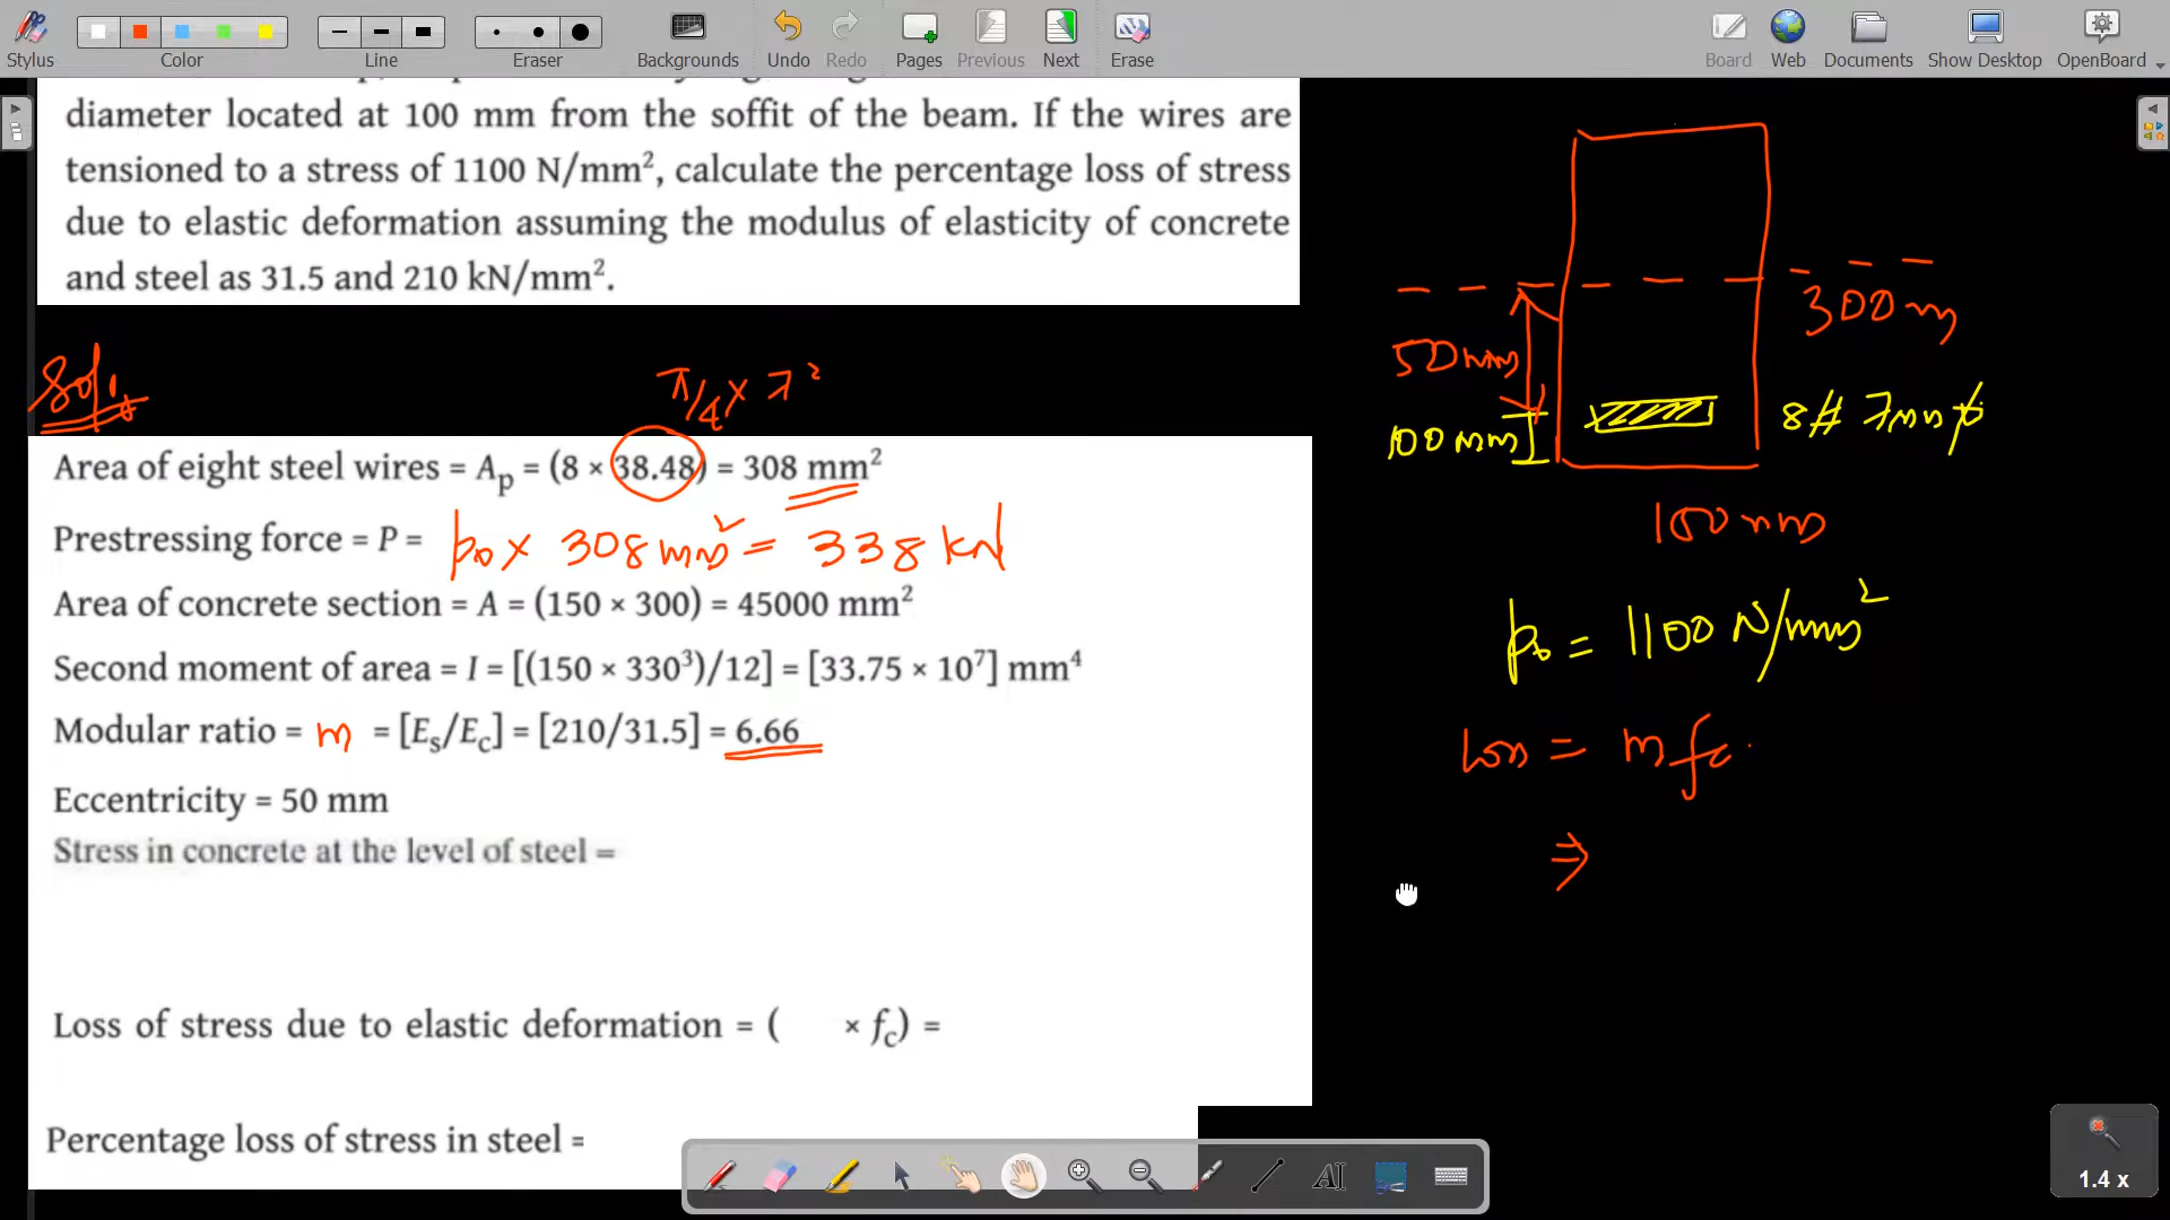 Stylus
Color
Line
Eraser
Backgrounds
Undo
Redo
Pages
Previous
Next
Erase
Board
Web
Documents
Show Desktop
OpenBoard
diameter located at 100 mm from the soffit of the beam. If the wires are
tensioned to a stress of 1100 N/mm², calculate the percentage loss of stress
due to elastic deformation assuming the modulus of elasticity of concrete
and steel as 31.5 and 210 kN/mm².
Sol
π/4 × 7²
Area of eight steel wires = Aₚ = (8 × 38.48) = 308 mm²
Prestressing force = P = p₀ × 308 mm² = 338 kN
Area of concrete section = A = (150 × 300) = 45000 mm²
Second moment of area = I = [(150 × 330³)/12] = [33.75 × 10⁷] mm⁴
Modular ratio = m = [Eₛ/E꜀] = [210/31.5] = 6.66
Eccentricity = 50 mm
Stress in concrete at the level of steel =
Loss of stress due to elastic deformation = ( × f꜀) =
Percentage loss of stress in steel =
300 m
50 mm
100 mm
8# 7mm ϕ
150 mm
p₀ = 1100 N/mm²
Loss = m fc.
⇒
1.4 x